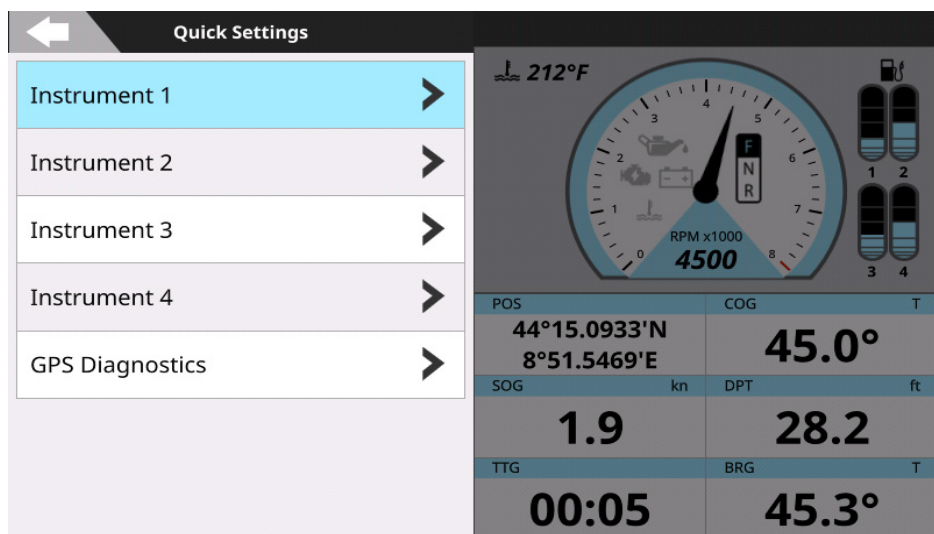 Quick Settings
Instrument 1
Instrument 2
Instrument 3
Instrument 4
GPS Diagnostics
212°F
0
1
2
3
4
5
6
7
8
F
N
R
RPM x1000
4500
1 2
3 4
POS
44°15.0933'N
8°51.5469'E
COG T
45.0°
SOG kn
1.9
DPT ft
28.2
TTG
00:05
BRG T
45.3°